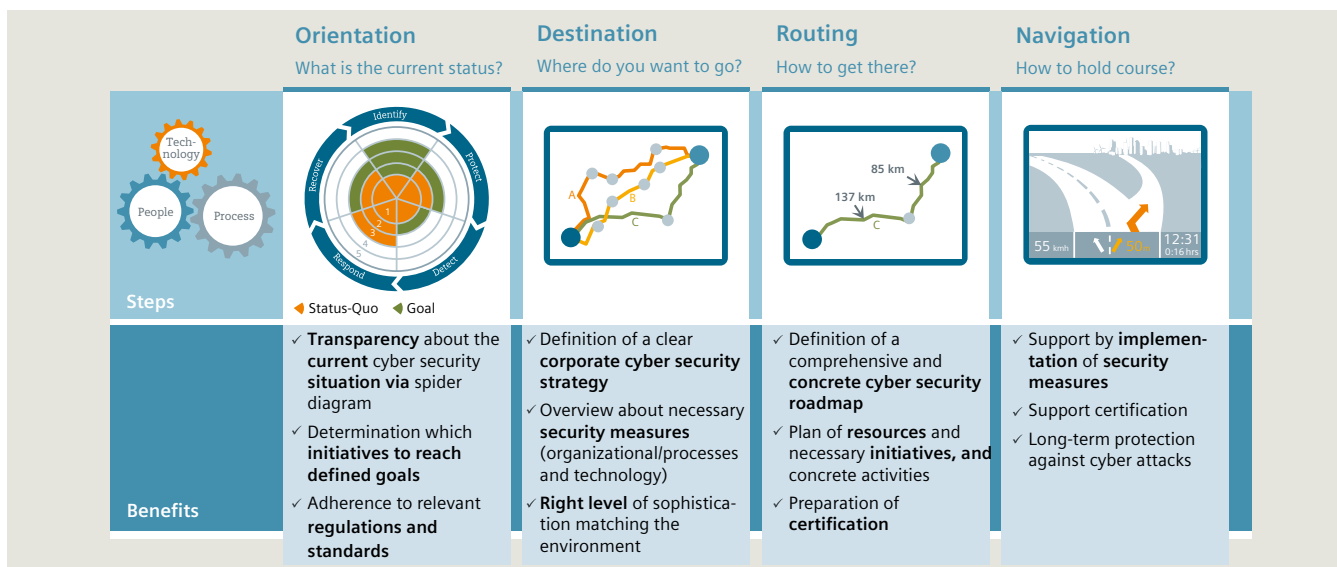 Orientation
What is the current status?
Destination
Where do you want to go?
Routing
How to get there?
Navigation
How to hold course?
Tech-
nology
People
Process
Steps
Identify
Protect
Detect
Respond
Recover
1
2
3
4
5
Status-Quo
Goal
A
B
C
85 km
137 km
C
55 kmh
50m
12:31
0:16 hrs
Benefits
✓ Transparency about the
current cyber security
situation via spider
diagram
✓ Determination which
initiatives to reach
defined goals
✓ Adherence to relevant
regulations and
standards
✓ Definition of a clear
corporate cyber security
strategy
✓ Overview about necessary
security measures
(organizational/processes
and technology)
✓ Right level of sophistica-
tion matching the
environment
✓ Definition of a
comprehensive and
concrete cyber security
roadmap
✓ Plan of resources and
necessary initiatives, and
concrete activities
✓ Preparation of
certification
✓ Support by implemen-
tation of security
measures
✓ Support certification
✓ Long-term protection
against cyber attacks